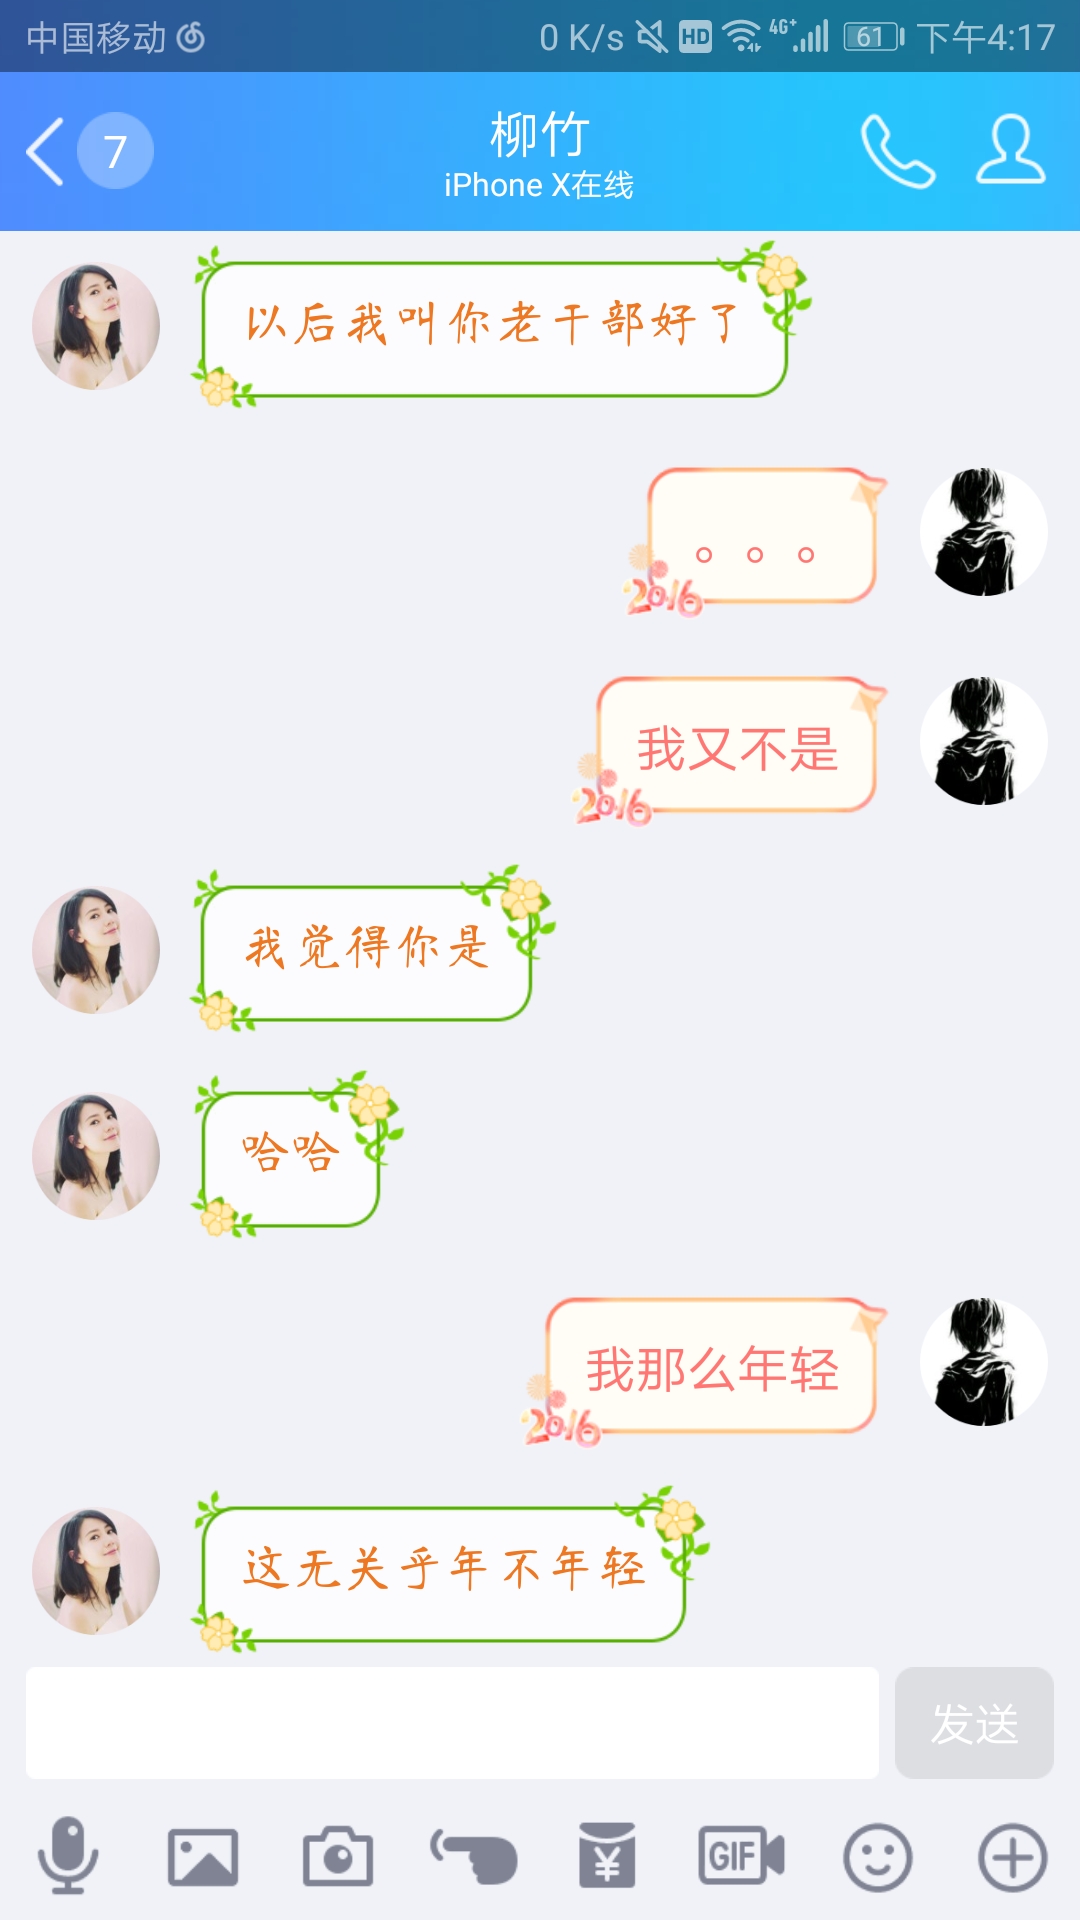 中国移动 0 K/s HD 4G+ 61 下午4:17
7
柳竹
iPhone X在线
以后我叫你老干部好了
。。。
2016
我又不是
2016
我觉得你是
哈哈
我那么年轻
2016
这无关乎年不年轻
发送
¥
GIF